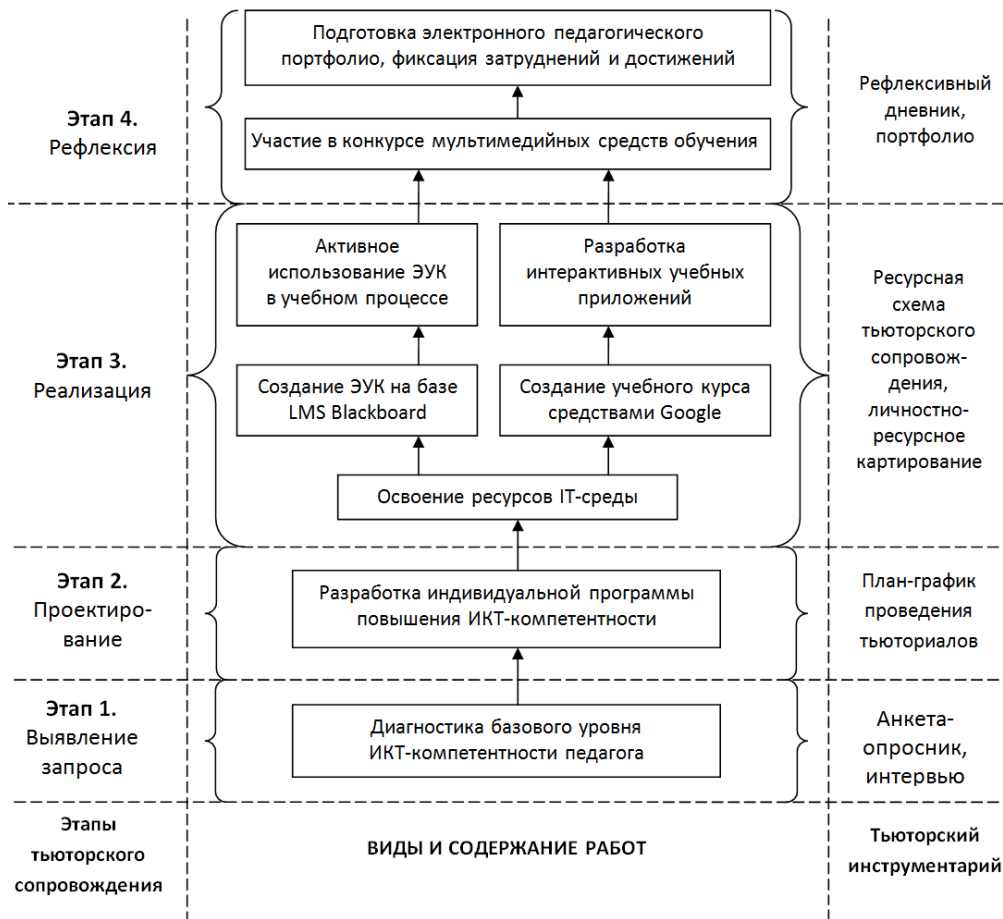 Подготовка электронного педагогического
портфолио, фиксация затруднений и достижений
Этап 4.
Рефлексия
Участие в конкурсе мультимедийных средств обучения
Рефлексивный
дневник,
портфолио
Активное
использование ЭУК
в учебном процессе
Разработка
интерактивных учебных
приложений
Этап 3.
Реализация
Создание ЭУК на базе
LMS Blackboard
Создание учебного курса
средствами Google
Освоение ресурсов IT-среды
Ресурсная
схема
тьюторского
сопровож-
дения,
личностно-
ресурсное
картирование
Этап 2.
Проектиро-
вание
Разработка индивидуальной программы
повышения ИКТ-компетентности
План-график
проведения
тьюториалов
Этап 1.
Выявление
запроса
Диагностика базового уровня
ИКТ-компетентности педагога
Анкета-
опросник,
интервью
Этапы
тьюторского
сопровождения
ВИДЫ И СОДЕРЖАНИЕ РАБОТ
Тьюторский
инструментарий